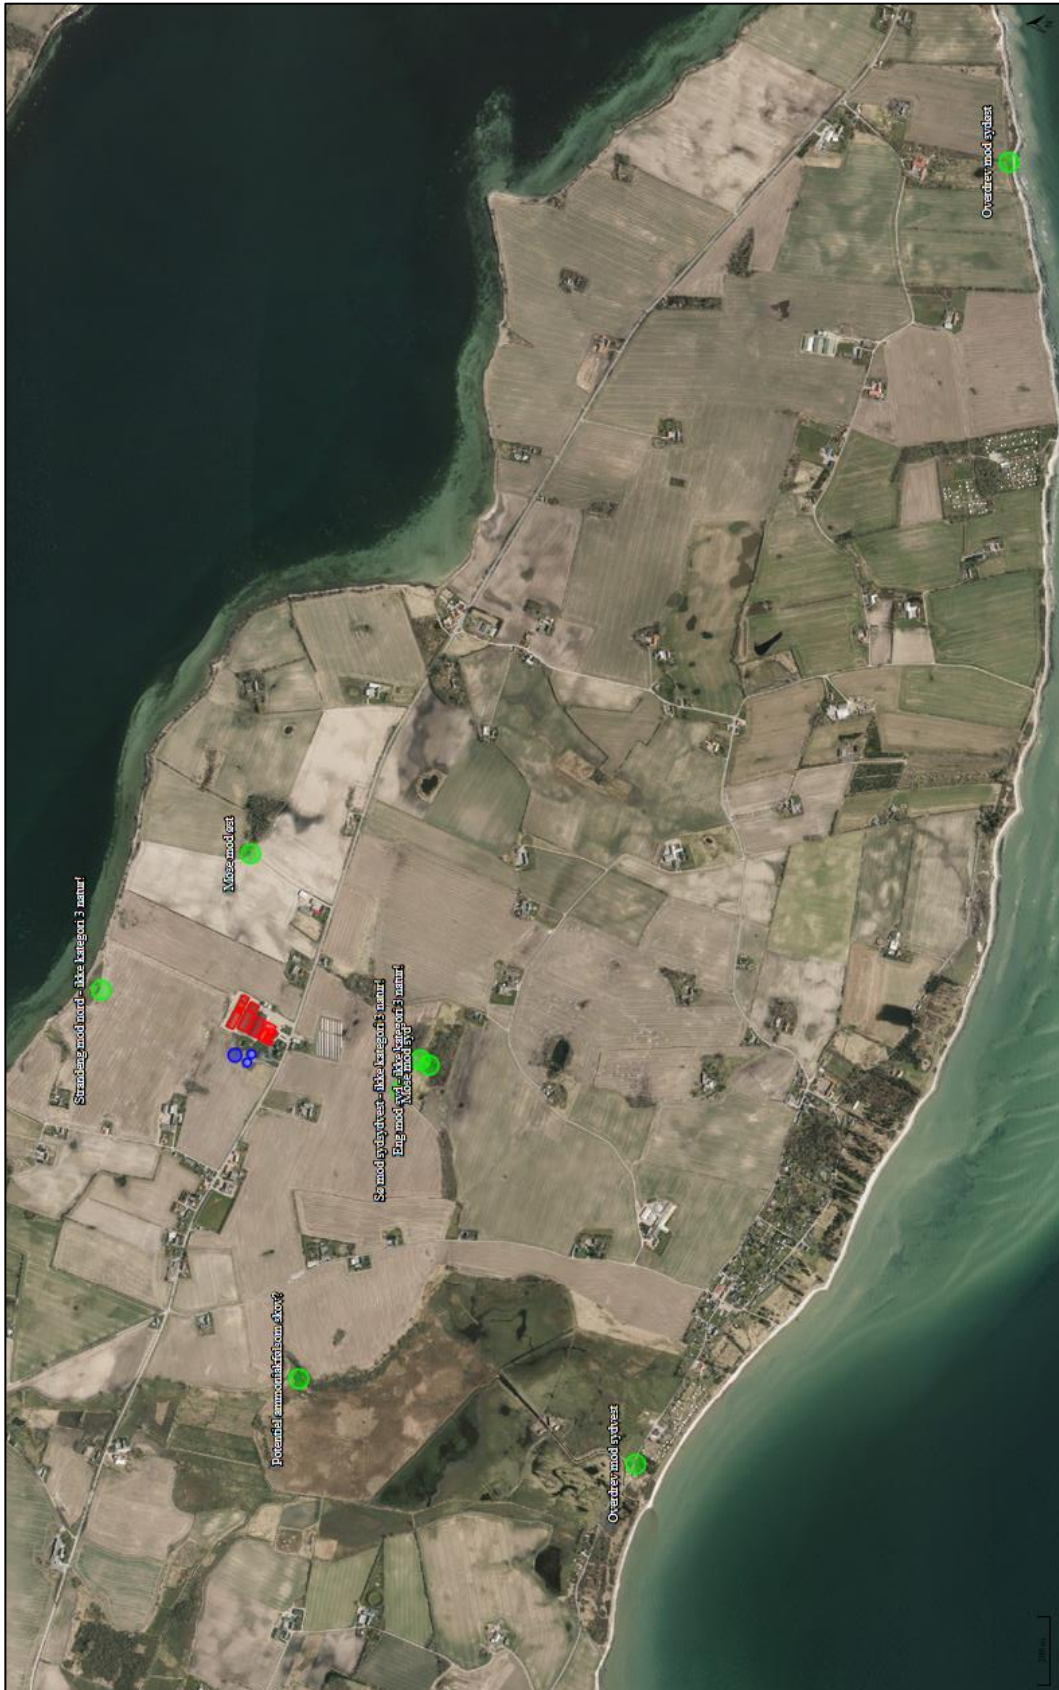 Strandeng mod nord - ikke kategori 3 natur!
Mose mod øst
Potentiel ammoniakfølsom skov?
Sø mod sydsydvest - ikke kategori 3 natur!
Eng mod syd - ikke kategori 3 natur!
Mose mod syd
Overdrev mod sydvest
Overdrev mod sydøst